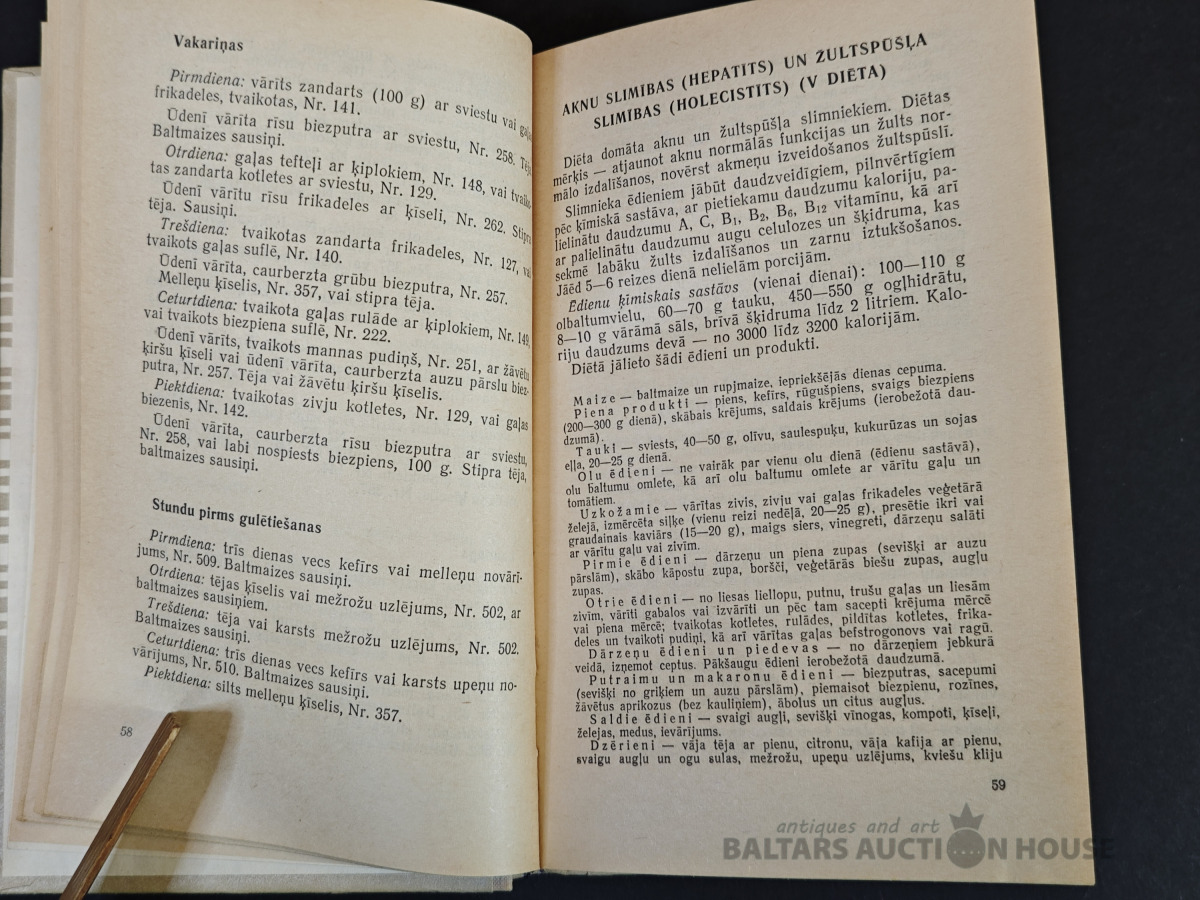 Vakariņas
Pirmdiena: vārīts zandarts (100 g) ar sviestu vai gaļas
frikadeles, tvaikotas, Nr. 141.
Ūdenī vārīta rīsu biezputra ar sviestu, Nr. 258. Tēja
Baltmaizes sausiņi.
Otrdiena: gaļas tefteļi ar ķiplokiem, Nr. 148, vai tvaiko-
tas zandarta kotletes ar sviestu, Nr. 129.
Ūdenī vārītu rīsu frikadeles ar ķīseli, Nr. 262. Stipra
tēja. Sausiņi.
Trešdiena: tvaikotas zandarta frikadeles, Nr. 127, vai
tvaikots gaļas suflē, Nr. 140.
Ūdenī vārīta, caurberzta grūbu biezputra, Nr. 257.
Melleņu ķīselis, Nr. 357, vai stipra tēja.
Ceturtdiena: tvaikota gaļas rulāde ar ķiplokiem, Nr. 149,
vai tvaikots biezpiena suflē, Nr. 222.
Ūdenī vārīts, tvaikots mannas pudiņš, Nr. 251, ar žāvētu
ķiršu ķīseli vai ūdenī vārīta, caurberzta auzu pārslu biez-
putra, Nr. 257. Tēja vai žāvētu ķiršu ķīselis.
Piektdiena: tvaikotas zivju kotletes, Nr. 129, vai gaļas
biezenis, Nr. 142.
Ūdenī vārīta, caurberzta rīsu biezputra ar sviestu,
Nr. 258, vai labi nospiests biezpiens, 100 g. Stipra tēja,
baltmaizes sausiņi.
Stundu pirms gulētiešanas
Pirmdiena: trīs dienas vecs kefīrs vai melleņu novārī-
jums, Nr. 509. Baltmaizes sausiņi.
Otrdiena: tējas ķīselis vai mežrožu uzlējums, Nr. 502, ar
baltmaizes sausiņiem.
Trešdiena: tēja vai karsts mežrožu uzlējums, Nr. 502.
Baltmaizes sausiņi.
Ceturtdiena: trīs dienas vecs kefīrs vai karsts upeņu no-
vārījums, Nr. 510. Baltmaizes sausiņi.
Piektdiena: silts melleņu ķīselis, Nr. 357.
58
AKNU SLIMĪBAS (HEPATĪTS) UN ŽULTSPŪŠĻA
SLIMĪBAS (HOLECISTĪTS) (V DIĒTA)
Diēta domāta aknu un žultspūšļa slimniekiem. Diētas
mērķis — atjaunot aknu normālās funkcijas un žults nor-
mālo izdalīšanos, novērst akmeņu izveidošanos žultspūslī.
Slimnieka ēdieniem jābūt daudzveidīgiem, pilnvērtīgiem
pēc ķīmiskā sastāva, ar pietiekamu daudzumu kaloriju, pa-
lielinātu daudzumu A, C, B₁, B₂, B₆, B₁₂ vitamīnu, kā arī
ar palielinātu daudzumu augu celulozes un šķidruma, kas
sekmē labāku žults izdalīšanos un zarnu iztukšošanos.
Jāēd 5—6 reizes dienā nelielām porcijām.
Ēdienu ķīmiskais sastāvs (vienai dienai): 100—110 g
olbaltumvielu, 60—70 g tauku, 450—550 g ogļhidrātu,
8—10 g vārāmā sāls, brīvā šķidruma līdz 2 litriem. Kalo-
riju daudzums devā — no 3000 līdz 3200 kalorijām.
Diētā jālieto šādi ēdieni un produkti.
Maize — baltmaize un rupjmaize, iepriekšējās dienas cepuma.
Piena produkti — piens, kefīrs, rūgušpiens, svaigs biezpiens
(200—300 g dienā), skābais krējums, saldais krējums (ierobežotā dau-
dzumā).
Tauki — sviests, 40—50 g, olīvu, saulespuķu, kukurūzas un sojas
eļļa, 20—25 g dienā.
Olu ēdieni — ne vairāk par vienu olu dienā (ēdienu sastāvā),
olu baltumu omlete, kā arī olu baltumu omlete ar vārītu gaļu un
tomātiem.
Uzkožamie — vārītas zivis, zivju vai gaļas frikadeles veģetārā
želejā, izmērcēta siļķe (vienu reizi nedēļā, 20—25 g), presētie ikri vai
graudainais kaviārs (15—20 g), maigs siers, vinegreti, dārzeņu salāti
ar vārītu gaļu vai zivīm.
Pirmie ēdieni — dārzeņu un piena zupas (sevišķi ar auzu
pārslām), skābo kāpostu zupa, boršči, veģetārās biešu zupas, augļu
zupas.
Otrie ēdieni — no liesas liellopu, putnu, trušu gaļas un liesām
zivīm, vārīti gabalos vai izvārīti un pēc tam sacepti krējuma mērcē
vai piena mērcē; tvaikotas kotletes, rulādes, pildītas kotletes, frika-
deles un tvaikoti pudiņi, kā arī vārītas gaļas befstrogonovs vai ragū.
Dārzeņu ēdieni un piedevas — no dārzeņiem jebkurā
veidā, izņemot ceptus. Pākšaugu ēdieni ierobežotā daudzumā.
Putraimu un makaronu ēdieni — biezputras, sacepumi
(sevišķi no griķiem un auzu pārslām), piemaisot biezpienu, rozīnes,
žāvētus aprikozus (bez kauliņiem), ābolus un citus augļus.
Saldie ēdieni — svaigi augļi, sevišķi vīnogas, kompoti, ķīseļi,
želejas, medus, ievārījums.
Dzērieni — vāja tēja ar pienu, citronu, vāja kafija ar pienu,
svaigu augļu un ogu sulas, mežrožu, upeņu uzlējums, kviešu kliju
59
antiques and art
BALTARS AUCTION HOUSE